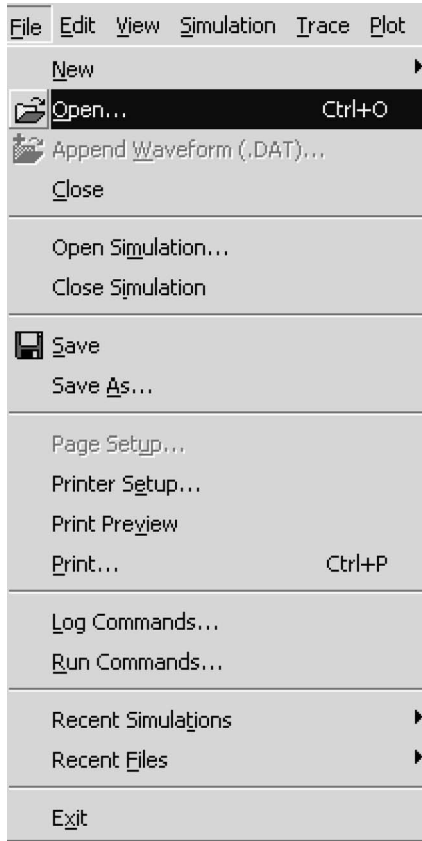 File Edit View Simulation Trace Plot
New
Open... Ctrl+O
Append Waveform (.DAT)...
Close
Open Simulation...
Close Simulation
Save
Save As...
Page Setup...
Printer Setup...
Print Preview
Print... Ctrl+P
Log Commands...
Run Commands...
Recent Simulations
Recent Files
Exit